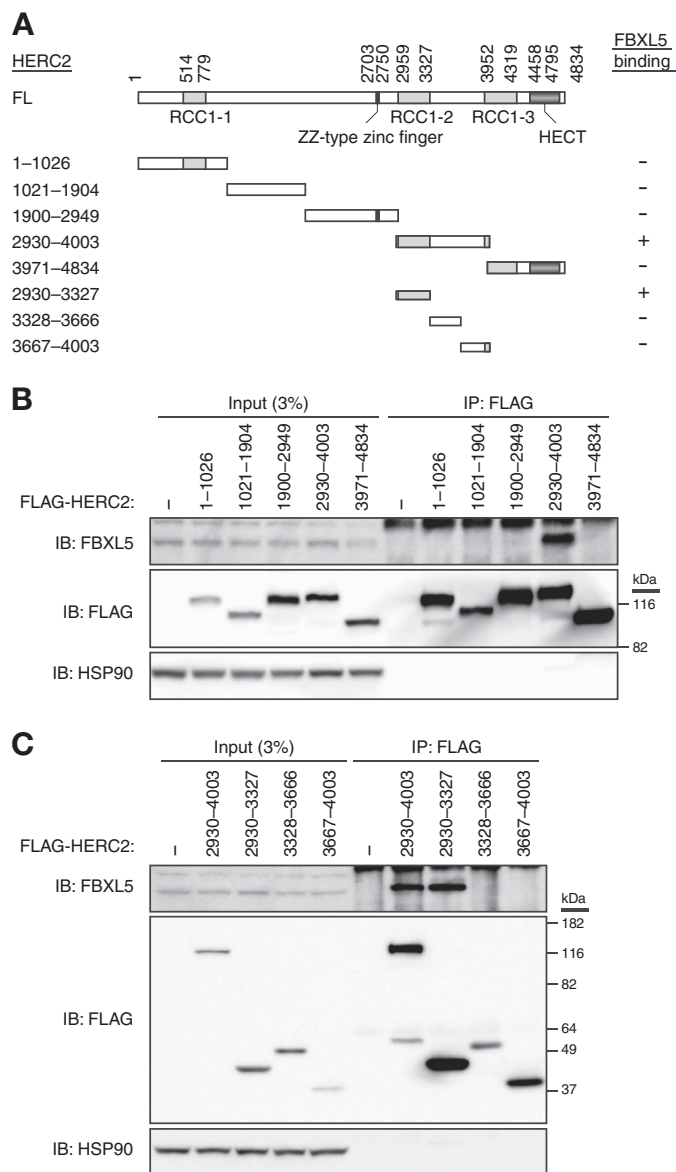 A
HERC2
1
514
779
2703
2750
2959
3327
3952
4319
4458
4795
4834
FBXL5
binding
FL
RCC1-1
RCC1-2
RCC1-3
ZZ-type zinc finger
HECT
1–1026 –
1021–1904 –
1900–2949 –
2930–4003 +
3971–4834 –
2930–3327 +
3328–3666 –
3667–4003 –
B
Input (3%) IP: FLAG
FLAG-HERC2: – 1–1026 1021–1904 1900–2949 2930–4003 3971–4834 – 1–1026 1021–1904 1900–2949 2930–4003 3971–4834
IB: FBXL5
kDa
IB: FLAG
116
82
IB: HSP90
C
Input (3%) IP: FLAG
FLAG-HERC2: – 2930–4003 2930–3327 3328–3666 3667–4003 – 2930–4003 2930–3327 3328–3666 3667–4003
IB: FBXL5
kDa
182
116
82
IB: FLAG
64
49
37
IB: HSP90